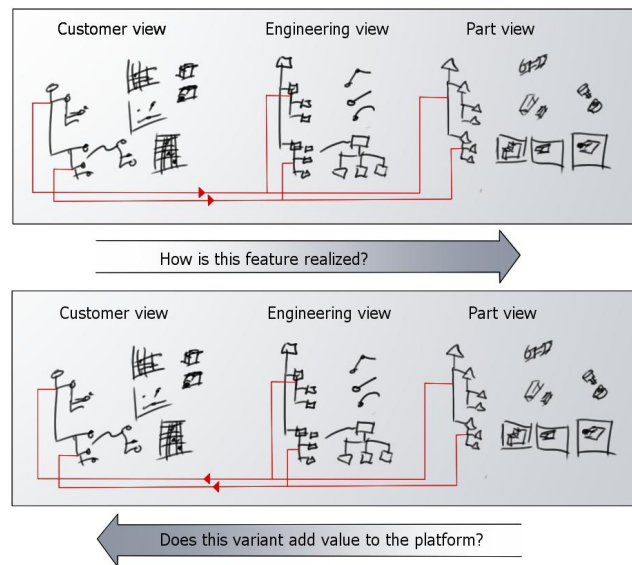 Customer view Engineering view Part view
How is this feature realized?
Customer view Engineering view Part view
Does this variant add value to the platform?